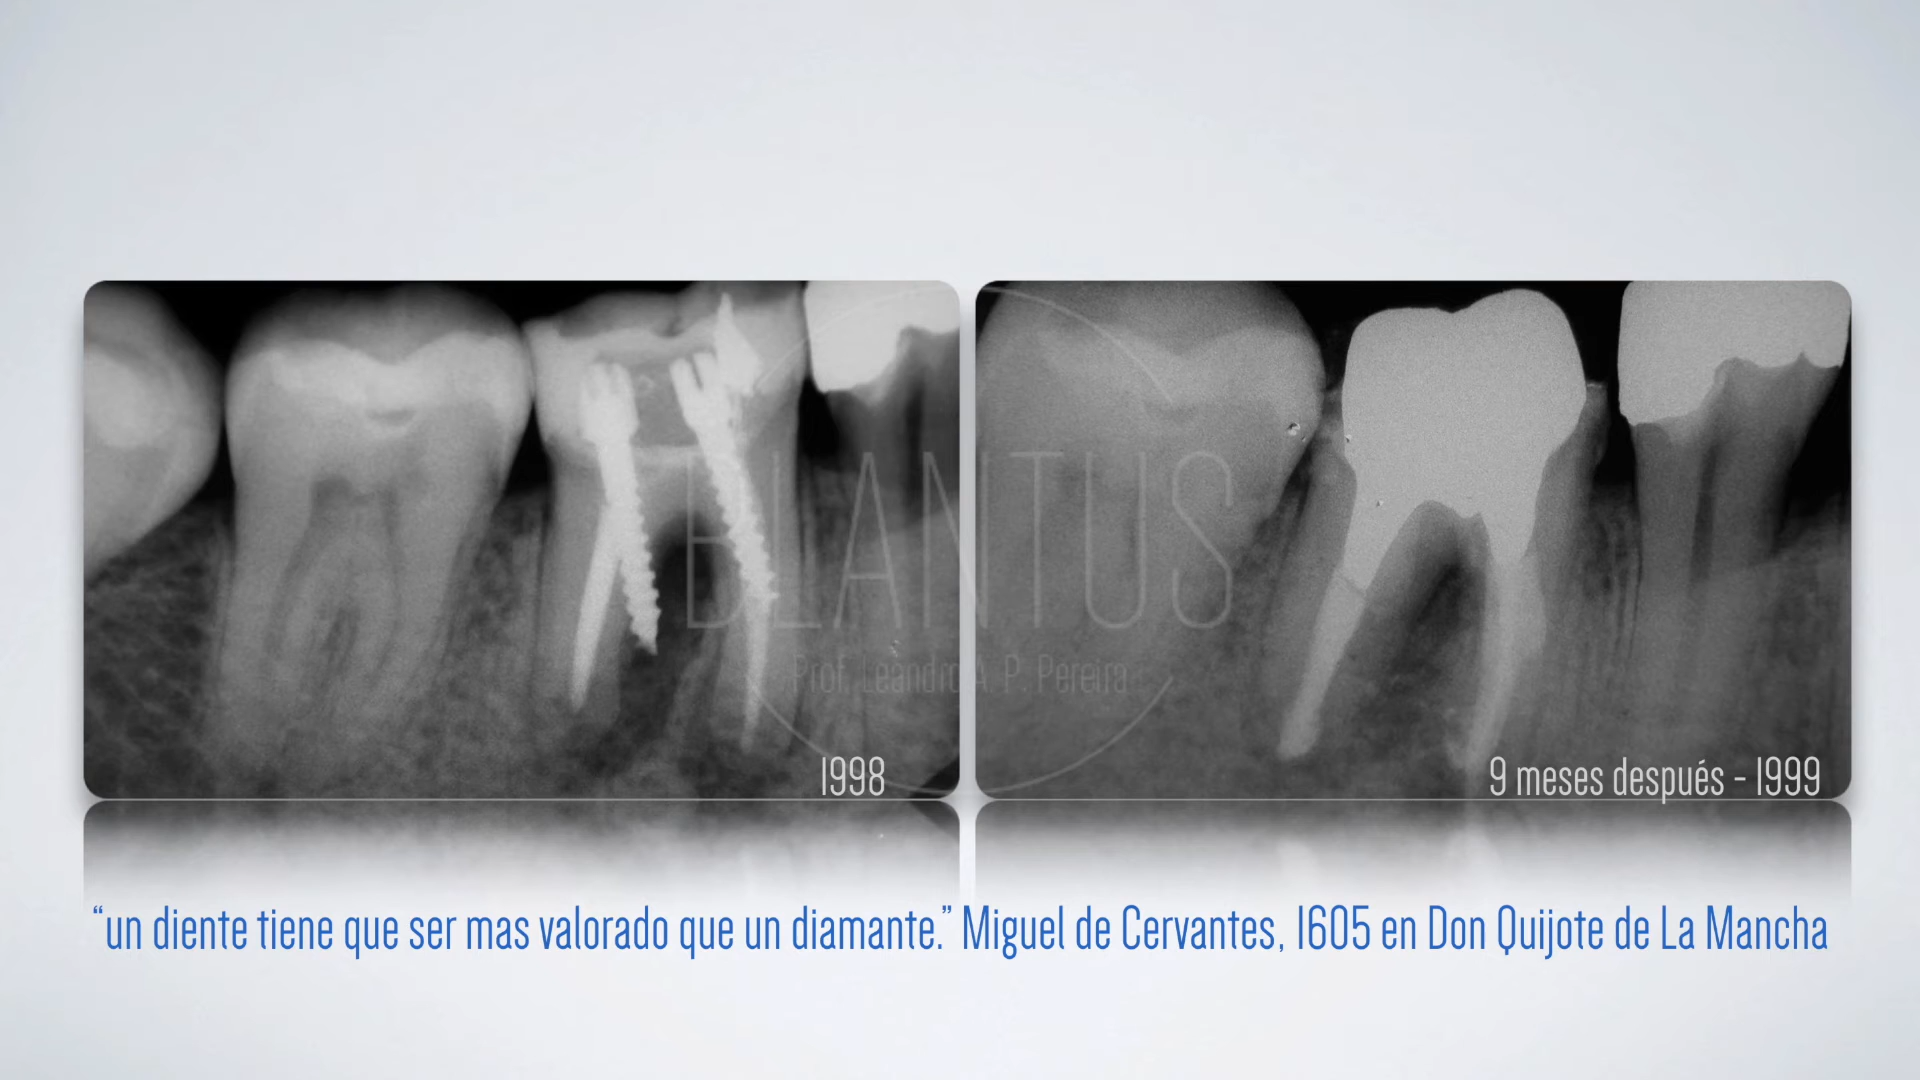 BLANTUS
Prof. Leandro A. P. Pereira
1998
9 meses después - 1999
“un diente tiene que ser mas valorado que un diamante.” Miguel de Cervantes, 1605 en Don Quijote de La Mancha